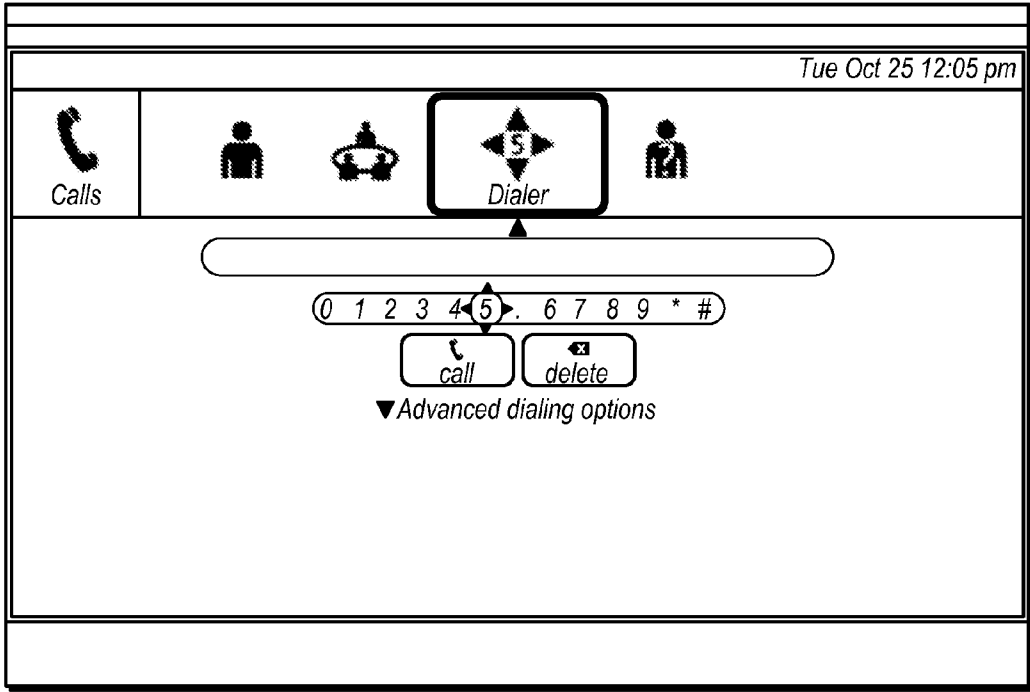 Tue Oct 25 12:05 pm
Calls
S
Dialer
0 1 2 3 4 5 . 6 7 8 9 * #
call delete
Advanced dialing options